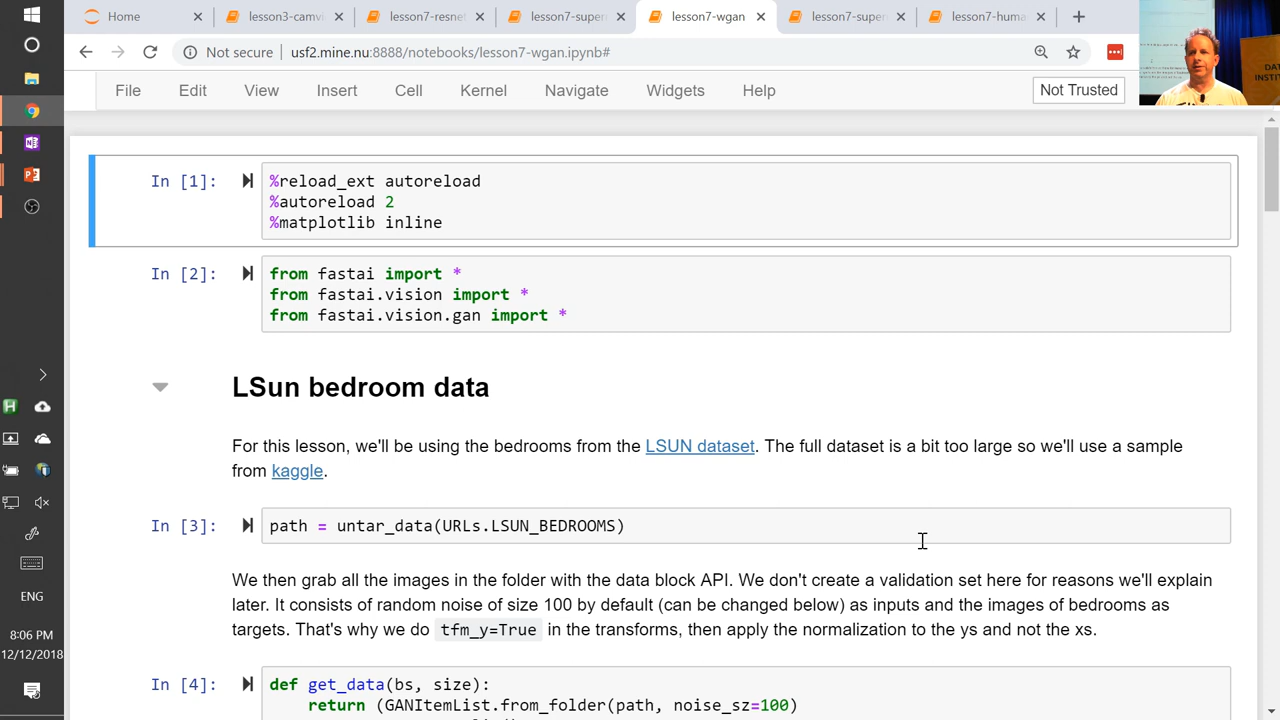 Home
lesson3-camvi
lesson7-resne
lesson7-super
lesson7-wgan
lesson7-super
lesson7-huma
Not secure
usf2.mine.nu:8888/notebooks/lesson7-wgan.ipynb#
File Edit View Insert Cell Kernel Navigate Widgets Help
Not Trusted
In [1]:
%reload_ext autoreload
%autoreload 2
%matplotlib inline
In [2]:
from fastai import *
from fastai.vision import *
from fastai.vision.gan import *
LSun bedroom data
For this lesson, we'll be using the bedrooms from the LSUN dataset. The full dataset is a bit too large so we'll use a sample
from kaggle.
In [3]:
path = untar_data(URLs.LSUN_BEDROOMS)
We then grab all the images in the folder with the data block API. We don't create a validation set here for reasons we'll explain
later. It consists of random noise of size 100 by default (can be changed below) as inputs and the images of bedrooms as
targets. That's why we do tfm_y=True in the transforms, then apply the normalization to the ys and not the xs.
In [4]:
def get_data(bs, size):
return (GANItemList.from_folder(path, noise_sz=100)
ENG
8:06 PM
12/12/2018